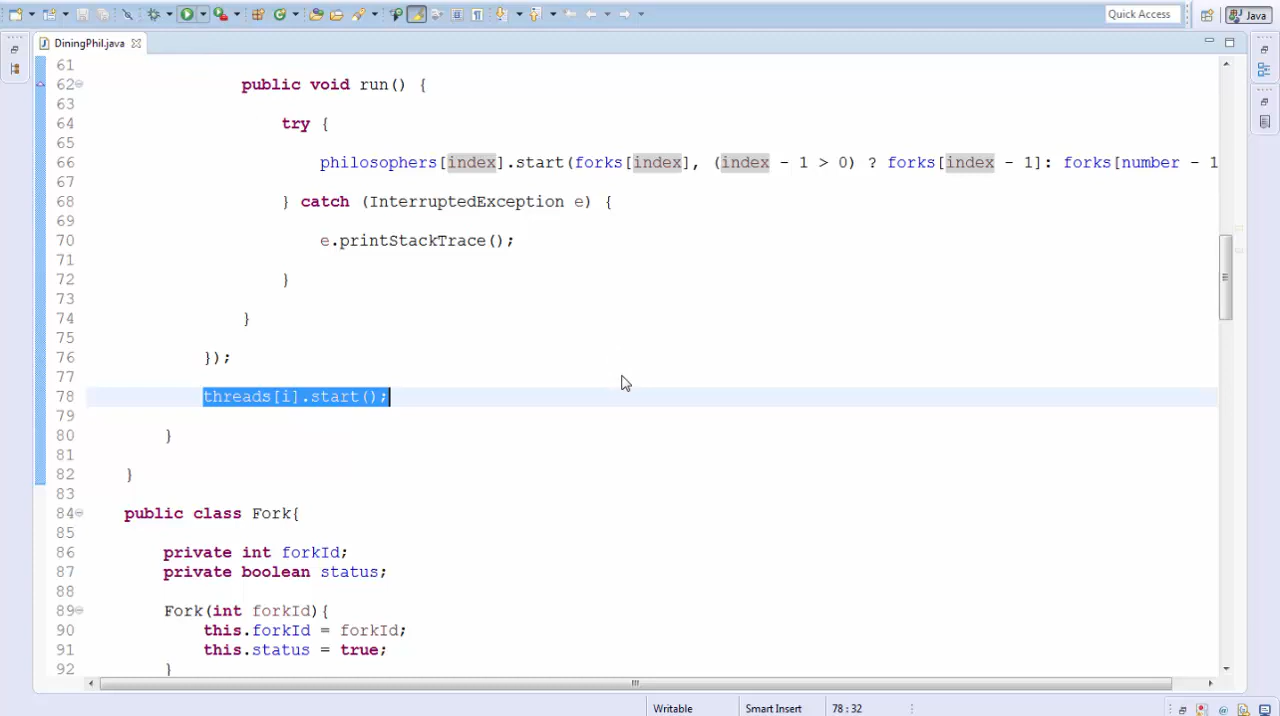 Quick Access
Java
DiningPhil.java
61
62 public void run() {
63
64 try {
65
66 philosophers[index].start(forks[index], (index - 1 > 0) ? forks[index - 1]: forks[number - 1
67
68 } catch (InterruptedException e) {
69
70 e.printStackTrace();
71
72 }
73
74 }
75
76 });
77
78 threads[i].start();
79
80 }
81
82 }
83
84 public class Fork{
85
86 private int forkId;
87 private boolean status;
88
89 Fork(int forkId){
90 this.forkId = forkId;
91 this.status = true;
92 }
Writable Smart Insert 78 : 32